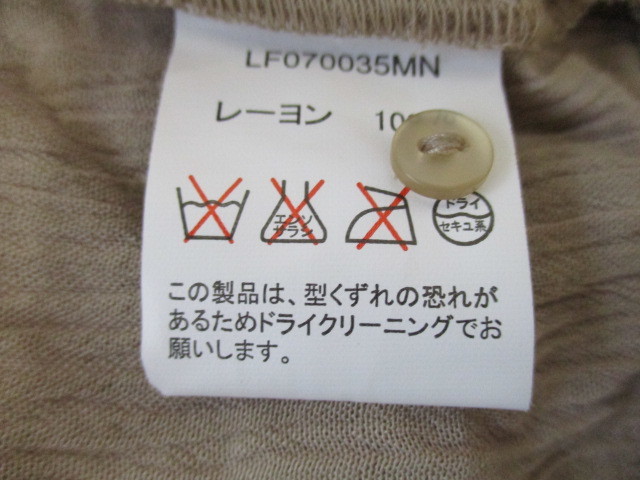 LF070035MN
レーヨン 10
エンソ
サラシ
ドライ
セキユ系
この製品は、型くずれの恐れが
あるためドライクリーニングでお
願いします。